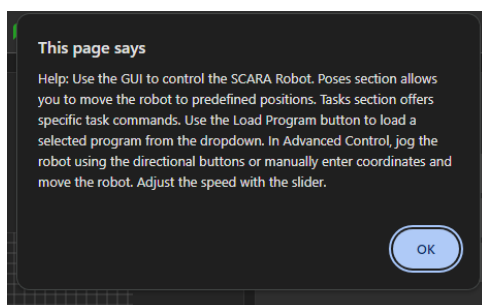 This page says
Help: Use the GUI to control the SCARA Robot. Poses section allows
you to move the robot to predefined positions. Tasks section offers
specific task commands. Use the Load Program button to load a
selected program from the dropdown. In Advanced Control, jog the
robot using the directional buttons or manually enter coordinates and
move the robot. Adjust the speed with the slider.
OK